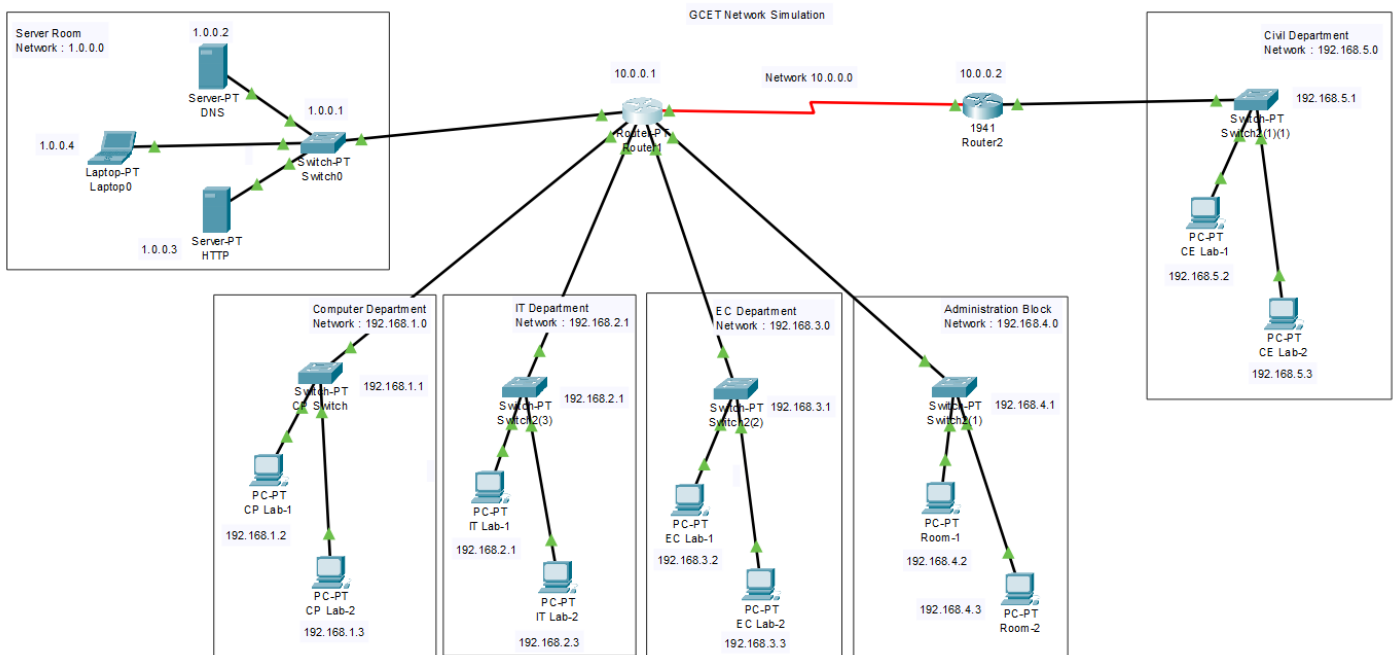 GCET Network Simulation
Server Room
Network : 1.0.0.0
1.0.0.2
Server-PT
DNS
1.0.0.1
1.0.0.4
Laptop-PT
Laptop0
Switch-PT
Switch0
Server-PT
HTTP
1.0.0.3
10.0.0.1
Router-PT
Router1
Network 10.0.0.0
10.0.0.2
1941
Router2
Civil Department
Network : 192.168.5.0
192.168.5.1
Switch-PT
Switch2(1)(1)
PC-PT
CE Lab-1
192.168.5.2
PC-PT
CE Lab-2
192.168.5.3
Computer Department
Network : 192.168.1.0
Switch-PT
CP Switch
192.168.1.1
PC-PT
CP Lab-1
192.168.1.2
PC-PT
CP Lab-2
192.168.1.3
IT Department
Network : 192.168.2.1
Switch-PT
Switch2(3)
192.168.2.1
PC-PT
IT Lab-1
192.168.2.1
PC-PT
IT Lab-2
192.168.2.3
EC Department
Network : 192.168.3.0
Switch-PT
Switch2(2)
192.168.3.1
PC-PT
EC Lab-1
192.168.3.2
PC-PT
EC Lab-2
192.168.3.3
Administration Block
Network : 192.168.4.0
Switch-PT
Switch2(1)
192.168.4.1
PC-PT
Room-1
192.168.4.2
192.168.4.3
PC-PT
Room-2